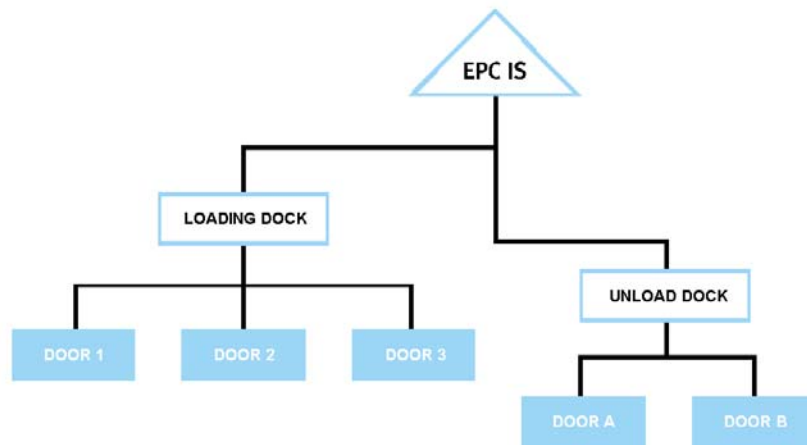 EPC IS
LOADING DOCK
UNLOAD DOCK
DOOR 1
DOOR 2
DOOR 3
DOOR A
DOOR B